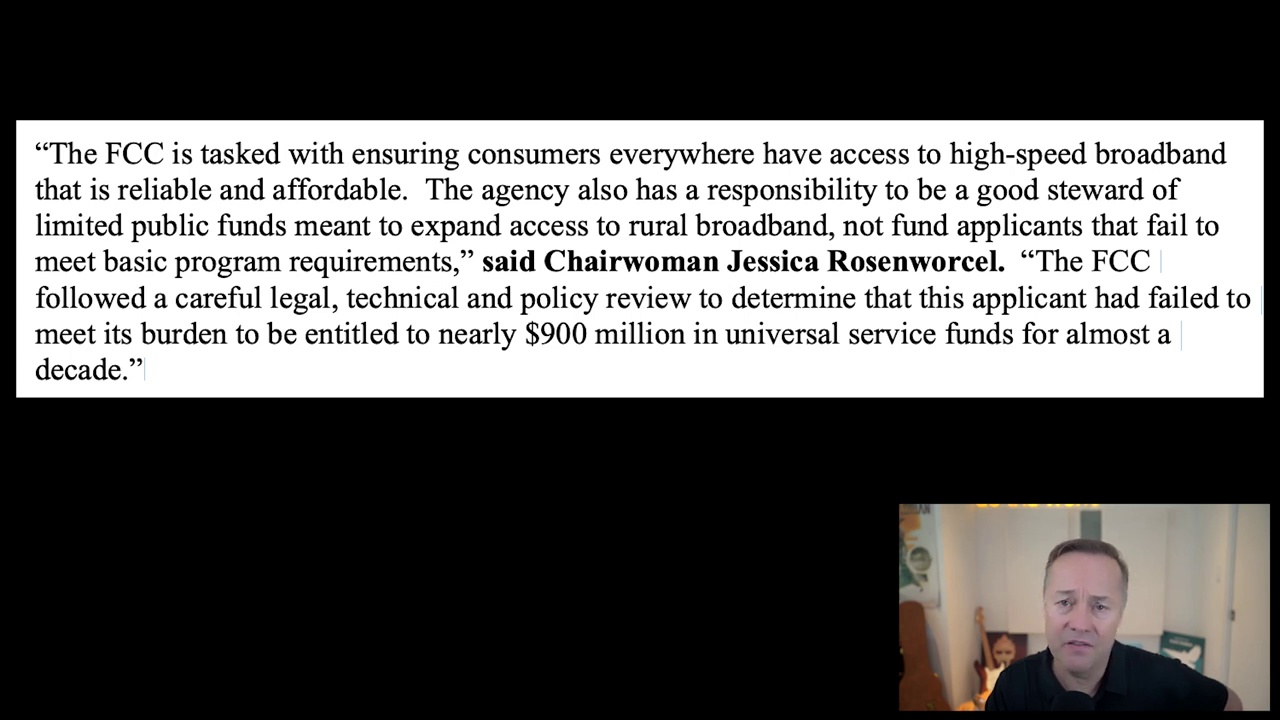 “The FCC is tasked with ensuring consumers everywhere have access to high-speed broadband
that is reliable and affordable.  The agency also has a responsibility to be a good steward of
limited public funds meant to expand access to rural broadband, not fund applicants that fail to
meet basic program requirements,” said Chairwoman Jessica Rosenworcel.  “The FCC
followed a careful legal, technical and policy review to determine that this applicant had failed to
meet its burden to be entitled to nearly $900 million in universal service funds for almost a
decade.”